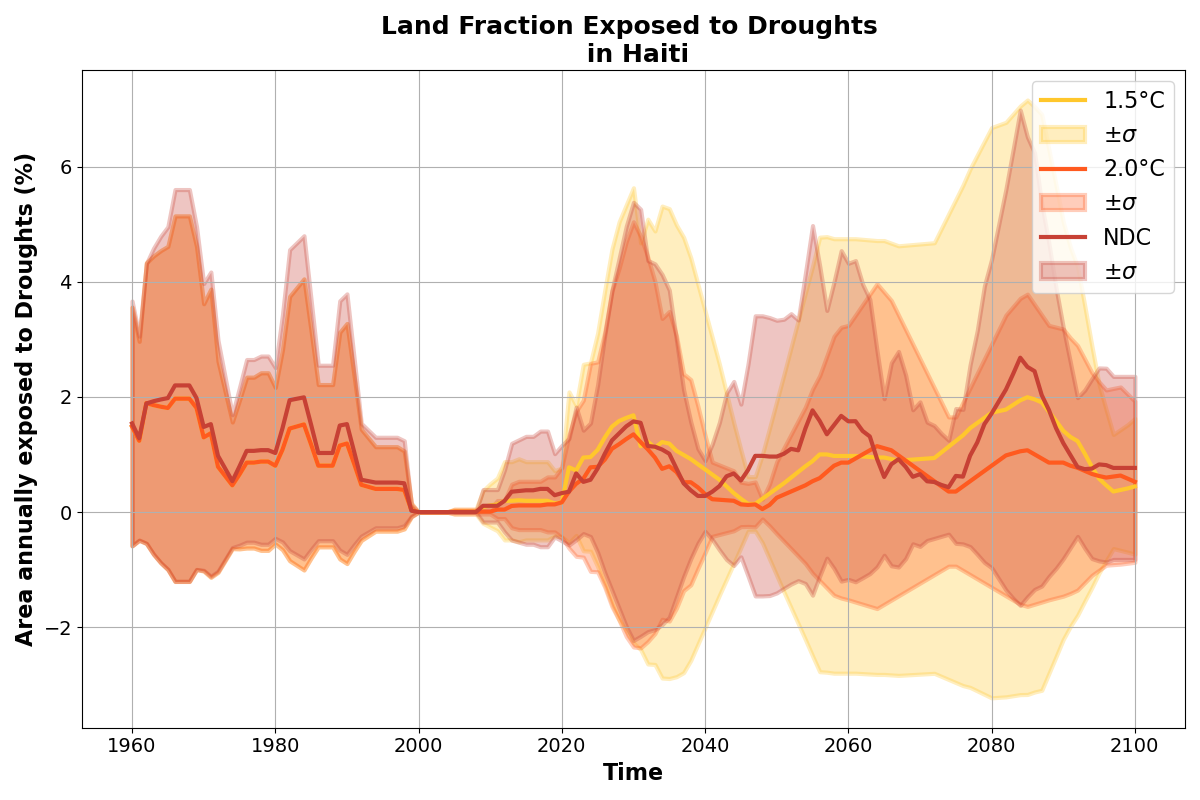 Land Fraction Exposed to Droughts
in Haiti
Area annually exposed to Droughts (%)
6
4
2
0
−2
1960
1980
2000
2020
2040
2060
2080
2100
Time
1.5°C
±σ
2.0°C
±σ
NDC
±σ